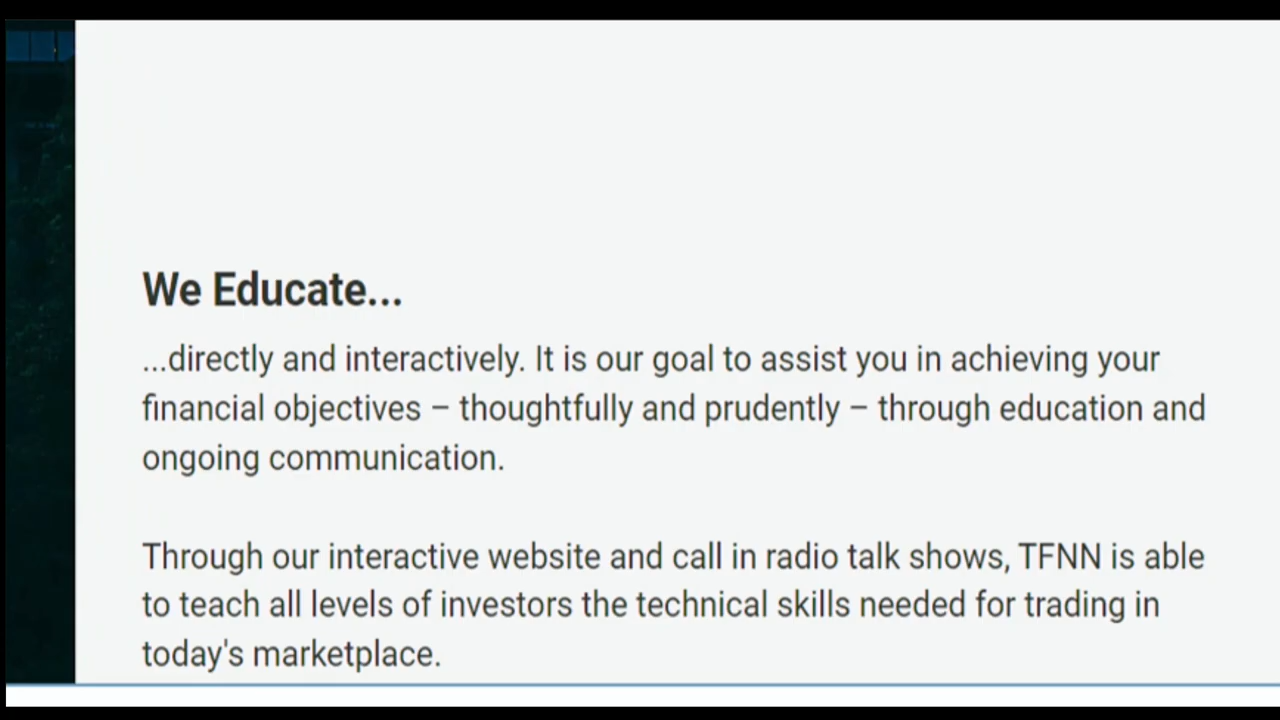 We Educate...
...directly and interactively. It is our goal to assist you in achieving your
financial objectives – thoughtfully and prudently – through education and
ongoing communication.
Through our interactive website and call in radio talk shows, TFNN is able
to teach all levels of investors the technical skills needed for trading in
today's marketplace.